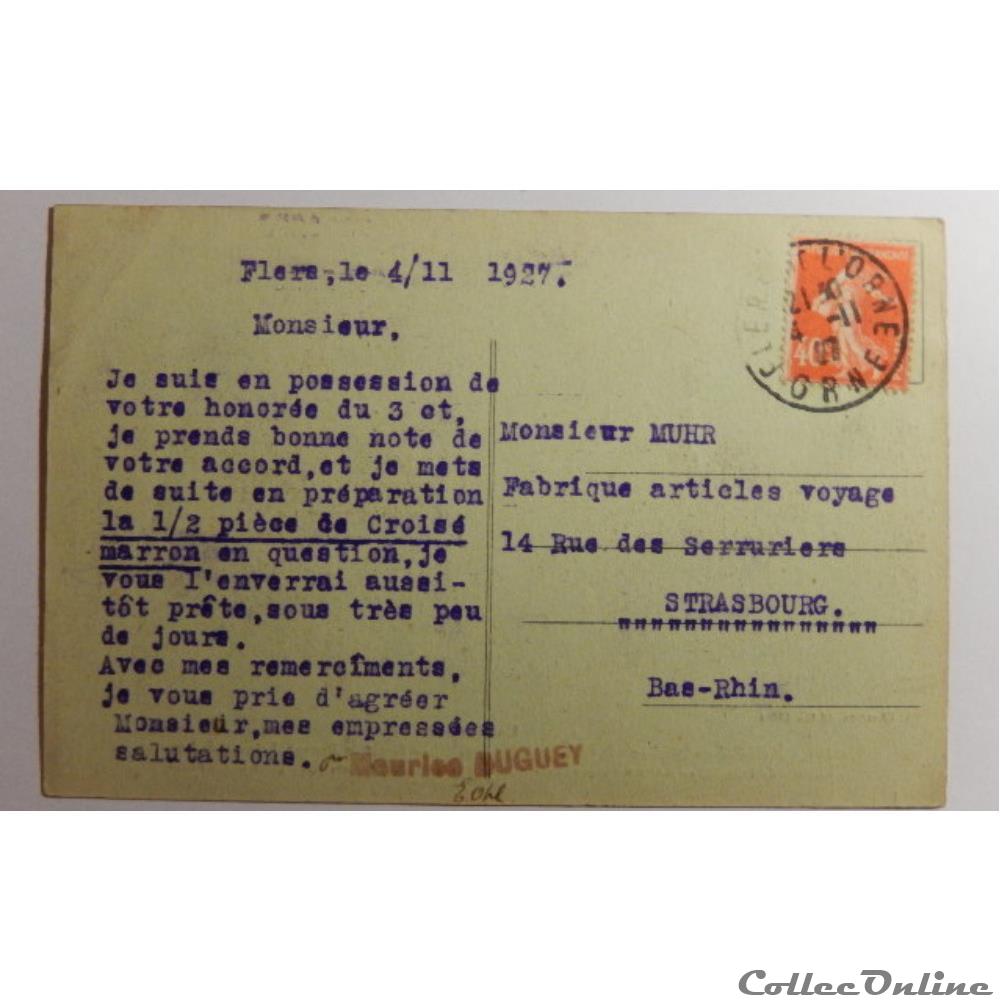 Flers, le 4/11 1927.
Monsieur,
Je suis en possession de
votre honorée du 3 ct,
je prends bonne note de
votre accord, et je mets
de suite en préparation
la 1/2 pièce de Croisé
marron en question, je
vous l'enverrai aussi-
tôt prête, sous très peu
de jours.
Avec mes remercîments,
je vous prie d'agréer
Monsieur, mes empressées
salutations.
Maurice HUGUEY
L'ORNE
ORNE
40
Monsieur MUHR
Fabrique articles voyage
14 Rue des Serruriers
STRASBOURG.
Bas-Rhin.
CollecOnline